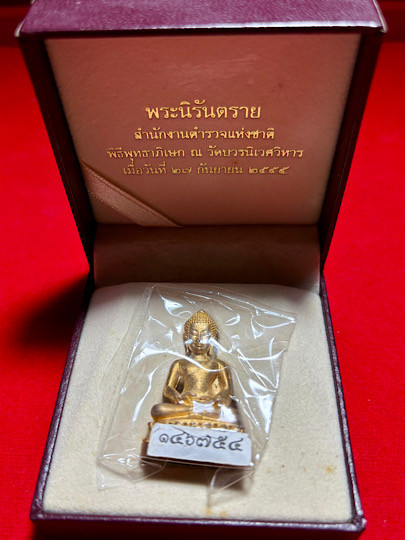 พระนิรันตราย
สำนักงานตำรวจแห่งชาติ
พิธีพุทธาภิเษก ณ วัดบวรนิเวศวิหาร
เมื่อวันที่ ๒๗ กันยายน ๒๕๔๕
๑๔๖๗๕๔